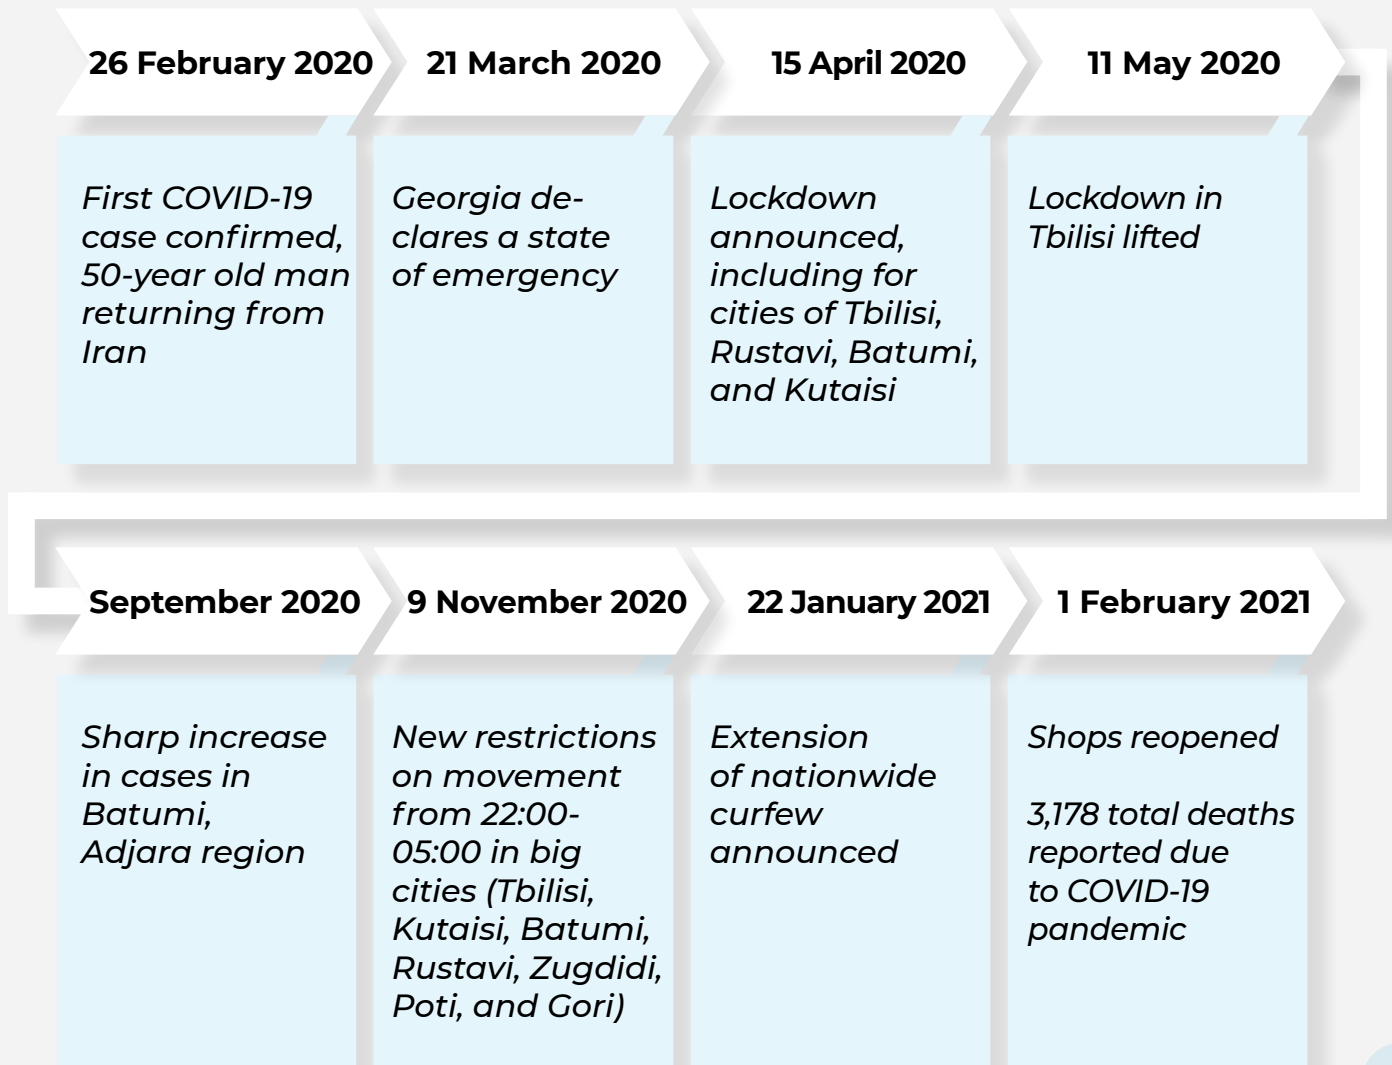 26 February 2020
21 March 2020
15 April 2020
11 May 2020
First COVID-19
case confirmed,
50-year old man
returning from
Iran
Georgia de-
clares a state
of emergency
Lockdown
announced,
including for
cities of Tbilisi,
Rustavi, Batumi,
and Kutaisi
Lockdown in
Tbilisi lifted
September 2020
9 November 2020
22 January 2021
1 February 2021
Sharp increase
in cases in
Batumi,
Adjara region
New restrictions
on movement
from 22:00-
05:00 in big
cities (Tbilisi,
Kutaisi, Batumi,
Rustavi, Zugdidi,
Poti, and Gori)
Extension
of nationwide
curfew
announced
Shops reopened
3,178 total deaths
reported due
to COVID-19
pandemic